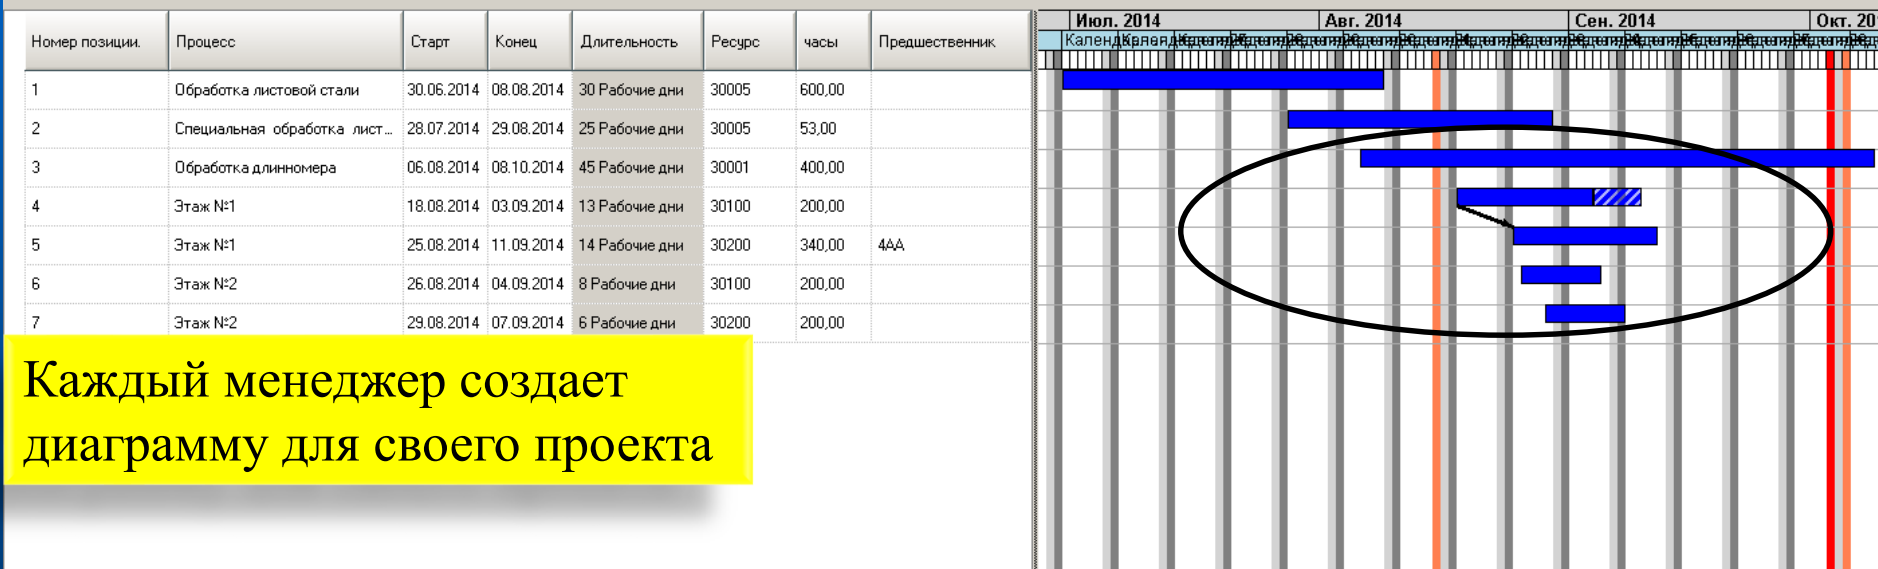 Номер позиции. Процесс Старт Конец Длительность Ресурс часы Предшественник
1 Обработка листовой стали 30.06.2014 08.08.2014 30 Рабочие дни 30005 600,00
2 Специальная обработка лист... 28.07.2014 29.08.2014 25 Рабочие дни 30005 53,00
3 Обработка длинномера 06.08.2014 08.10.2014 45 Рабочие дни 30001 400,00
4 Этаж №1 18.08.2014 03.09.2014 13 Рабочие дни 30100 200,00
5 Этаж №1 25.08.2014 11.09.2014 14 Рабочие дни 30200 340,00 4АА
6 Этаж №2 26.08.2014 04.09.2014 8 Рабочие дни 30100 200,00
7 Этаж №2 29.08.2014 07.09.2014 6 Рабочие дни 30200 200,00
Каждый менеджер создает
диаграмму для своего проекта
Июл. 2014 Авг. 2014 Сен. 2014 Окт. 20